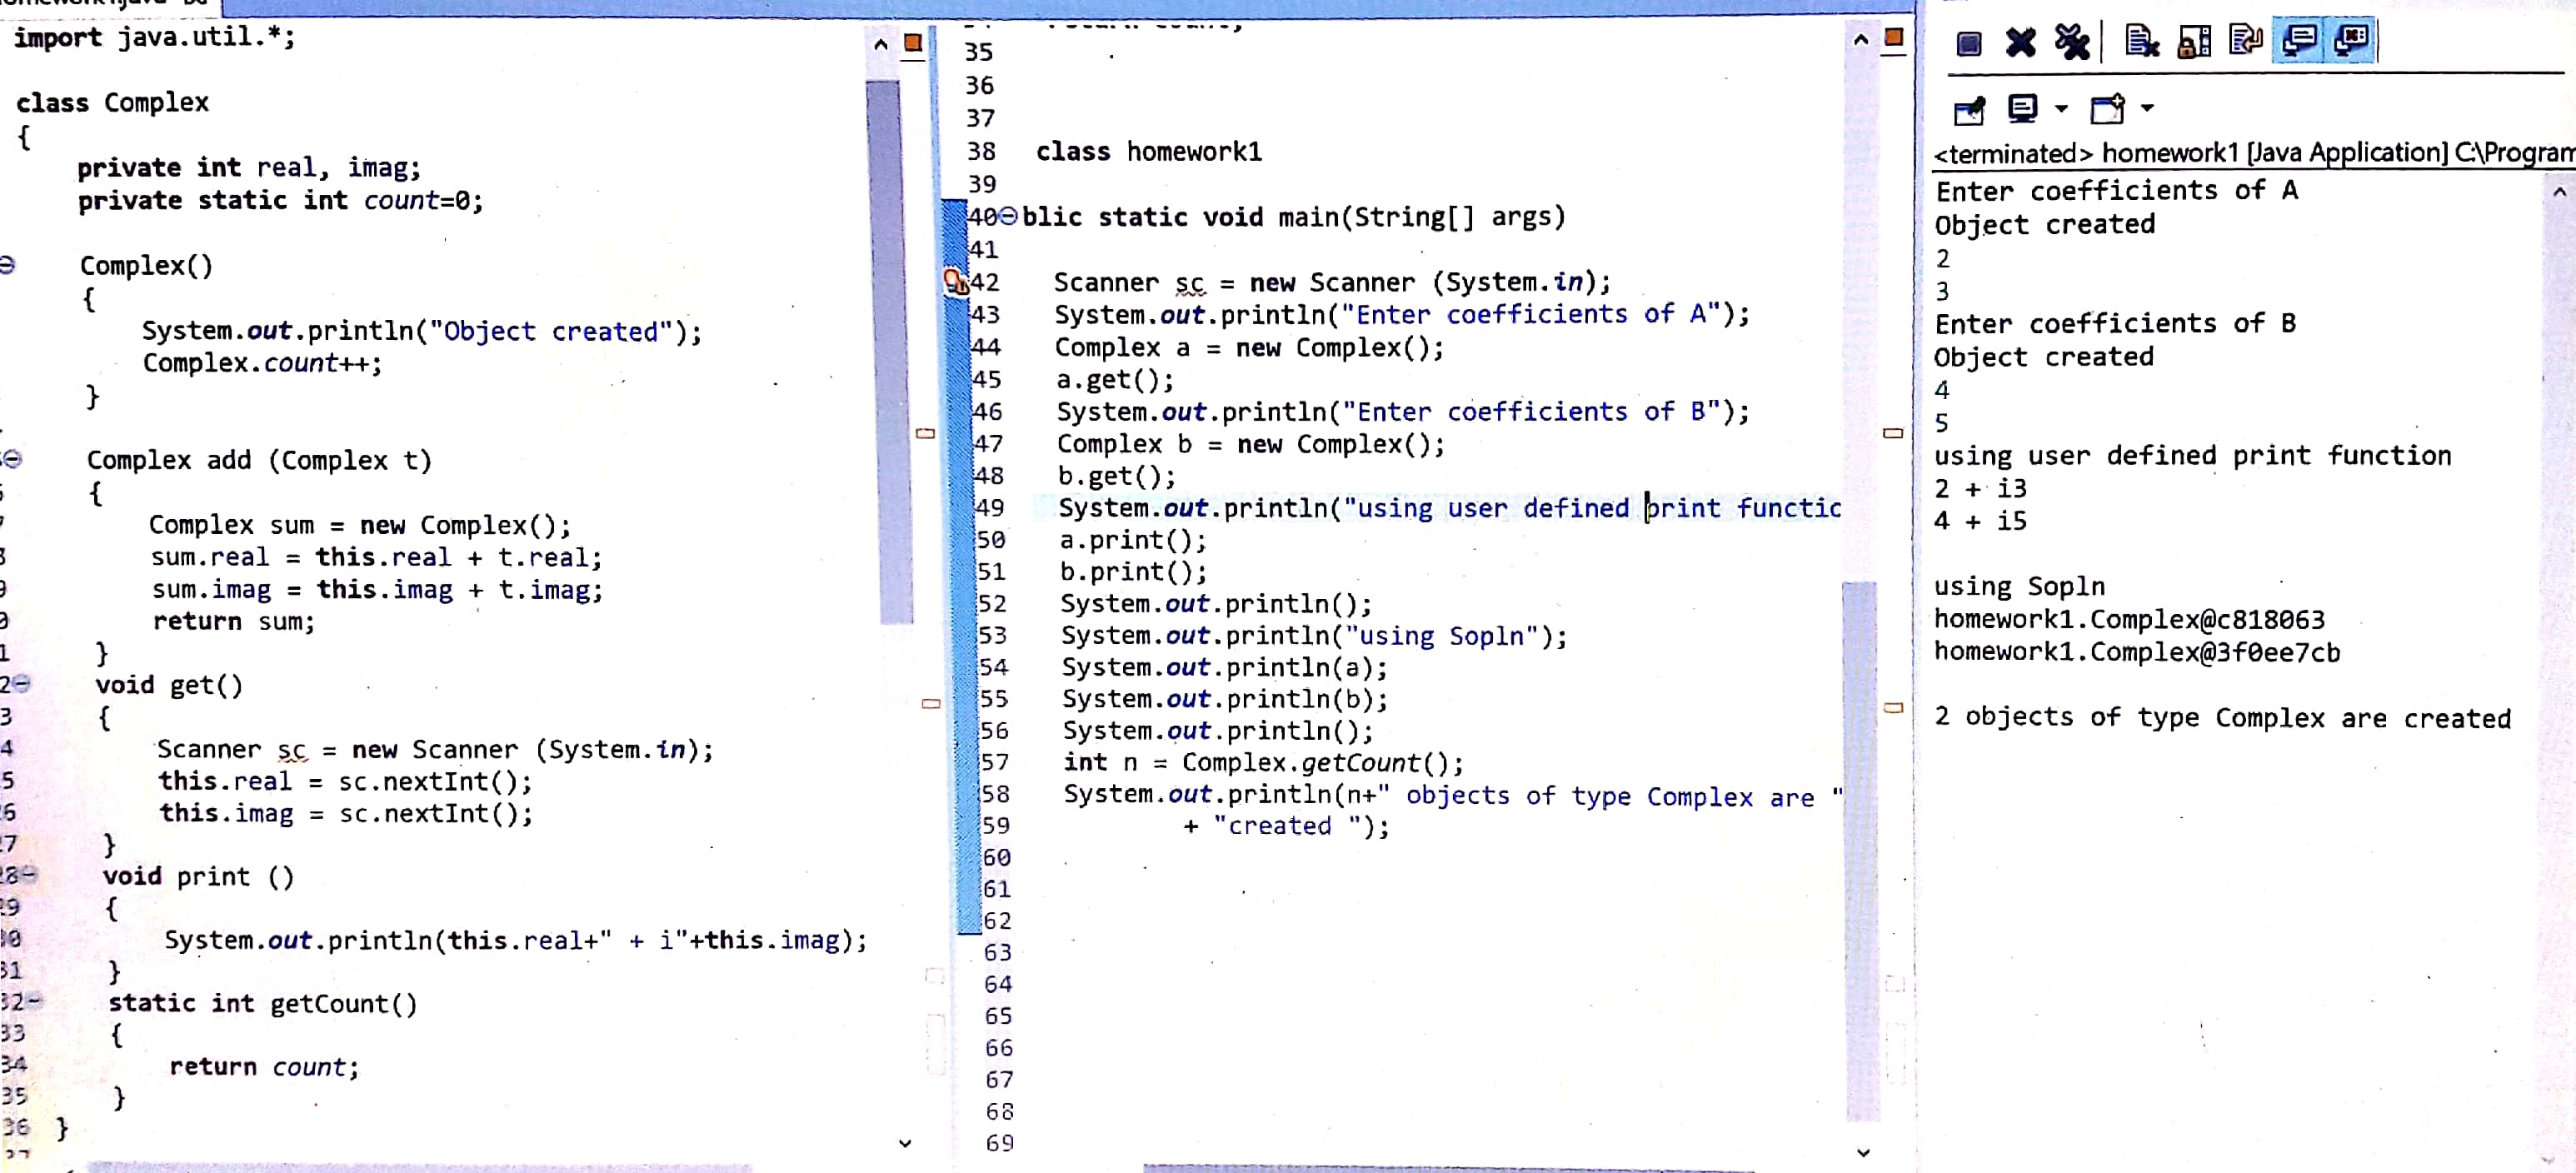 import java.util.*;
class Complex
{
private int real, imag;
private static int count=0;
Complex()
{
System.out.println("Object created");
Complex.count++;
}
Complex add (Complex t)
{
Complex sum = new Complex();
sum.real = this.real + t.real;
sum.imag = this.imag + t.imag;
return sum;
}
void get()
{
Scanner sc = new Scanner (System.in);
this.real = sc.nextInt();
this.imag = sc.nextInt();
}
void print ()
{
System.out.println(this.real+" + i"+this.imag);
}
static int getCount()
{
return count;
}
36 }
35
36
37
38 class homework1
39
40 blic static void main(String[] args)
41
42 Scanner sc = new Scanner (System.in);
43 System.out.println("Enter coefficients of A");
44 Complex a = new Complex();
45 a.get();
46 System.out.println("Enter coefficients of B");
47 Complex b = new Complex();
48 b.get();
49 System.out.println("using user defined print functic
50 a.print();
51 b.print();
52 System.out.println();
53 System.out.println("using Sopln");
54 System.out.println(a);
55 System.out.println(b);
56 System.out.println();
57 int n = Complex.getCount();
58 System.out.println(n+" objects of type Complex are "
59 + "created ");
60
61
62
63
64
65
66
67
68
69
<terminated> homework1 [Java Application] C:\Program
Enter coefficients of A
Object created
2
3
Enter coefficients of B
Object created
4
5
using user defined print function
2 + i3
4 + i5
using Sopln
homework1.Complex@c818063
homework1.Complex@3f0ee7cb
2 objects of type Complex are created